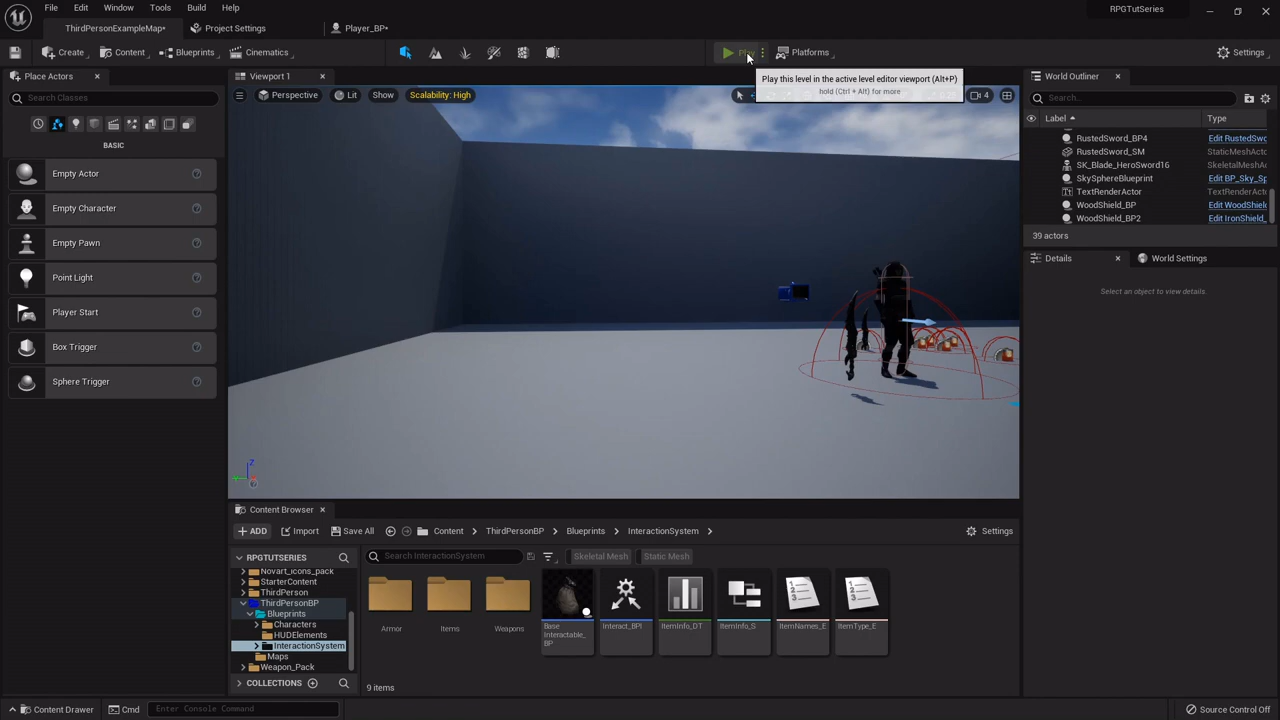 File Edit Window Tools Build Help
RPGTutSeries
ThirdPersonExampleMap*
Project Settings
Player_BP*
Create
Content
Blueprints
Cinematics
Play
Platforms
Settings
Place Actors
Search Classes
BASIC
Empty Actor
Empty Character
Empty Pawn
Point Light
Player Start
Box Trigger
Sphere Trigger
Viewport 1
Perspective
Lit
Show
Scalability: High
4
Play this level in the active level editor viewport (Alt+P)
hold (Ctrl + Alt) for more
Z
World Outliner
Search...
Label
Type
RustedSword_BP4 Edit RustedSwo
RustedSword_SM StaticMeshActo
SK_Blade_HeroSword16 SkeletalMeshAc
SkySphereBlueprint Edit BP_Sky_Sp
TextRenderActor TextRenderActo
WoodShield_BP Edit WoodShield
WoodShield_BP2 Edit IronShield_
39 actors
Details
World Settings
Select an object to view details.
Content Browser
ADD
Import
Save All
Content
ThirdPersonBP
Blueprints
InteractionSystem
Settings
RPGTUTSERIES
Novart_icons_pack
StarterContent
ThirdPerson
ThirdPersonBP
Blueprints
Characters
HUDElements
InteractionSystem
Maps
Weapon_Pack
COLLECTIONS
Search InteractionSystem
Skeletal Mesh
Static Mesh
Armor
Items
Weapons
Base
Interactable_
BP
Interact_BPI
ItemInfo_DT
ItemInfo_S
ItemNames_E
ItemType_E
9 items
Content Drawer
Cmd
Enter Console Command
Source Control Off